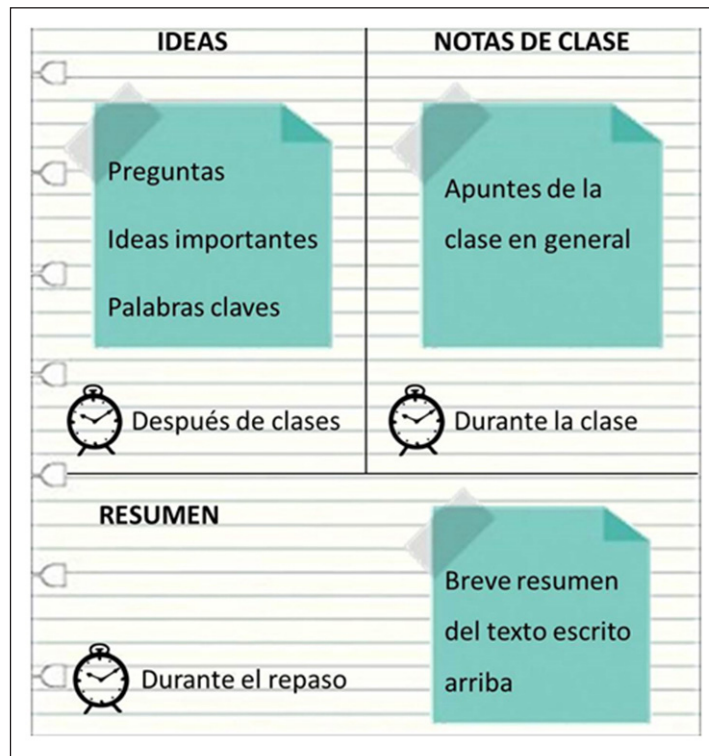 IDEAS
Preguntas
Ideas importantes
Palabras claves
Después de clases
NOTAS DE CLASE
Apuntes de la
clase en general
Durante la clase
RESUMEN
Durante el repaso
Breve resumen
del texto escrito
arriba